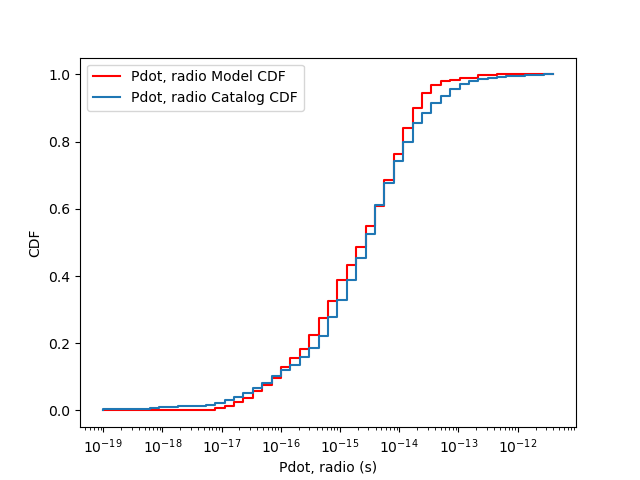 Pdot, radio Model CDF
Pdot, radio Catalog CDF
CDF
1.0
0.8
0.6
0.4
0.2
0.0
10⁻¹⁹ 10⁻¹⁸ 10⁻¹⁷ 10⁻¹⁶ 10⁻¹⁵ 10⁻¹⁴ 10⁻¹³ 10⁻¹²
Pdot, radio (s)